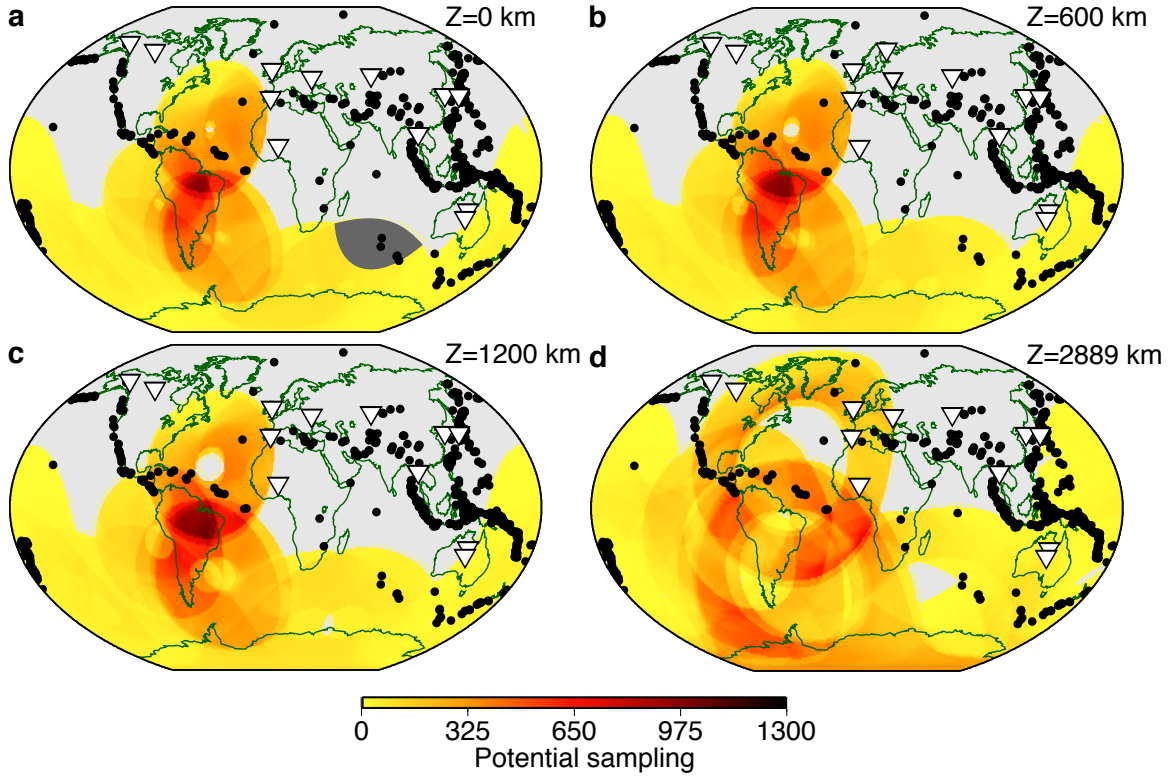 a
Z=0 km
b
Z=600 km
c
Z=1200 km
d
Z=2889 km
0 325 650 975 1300
Potential sampling